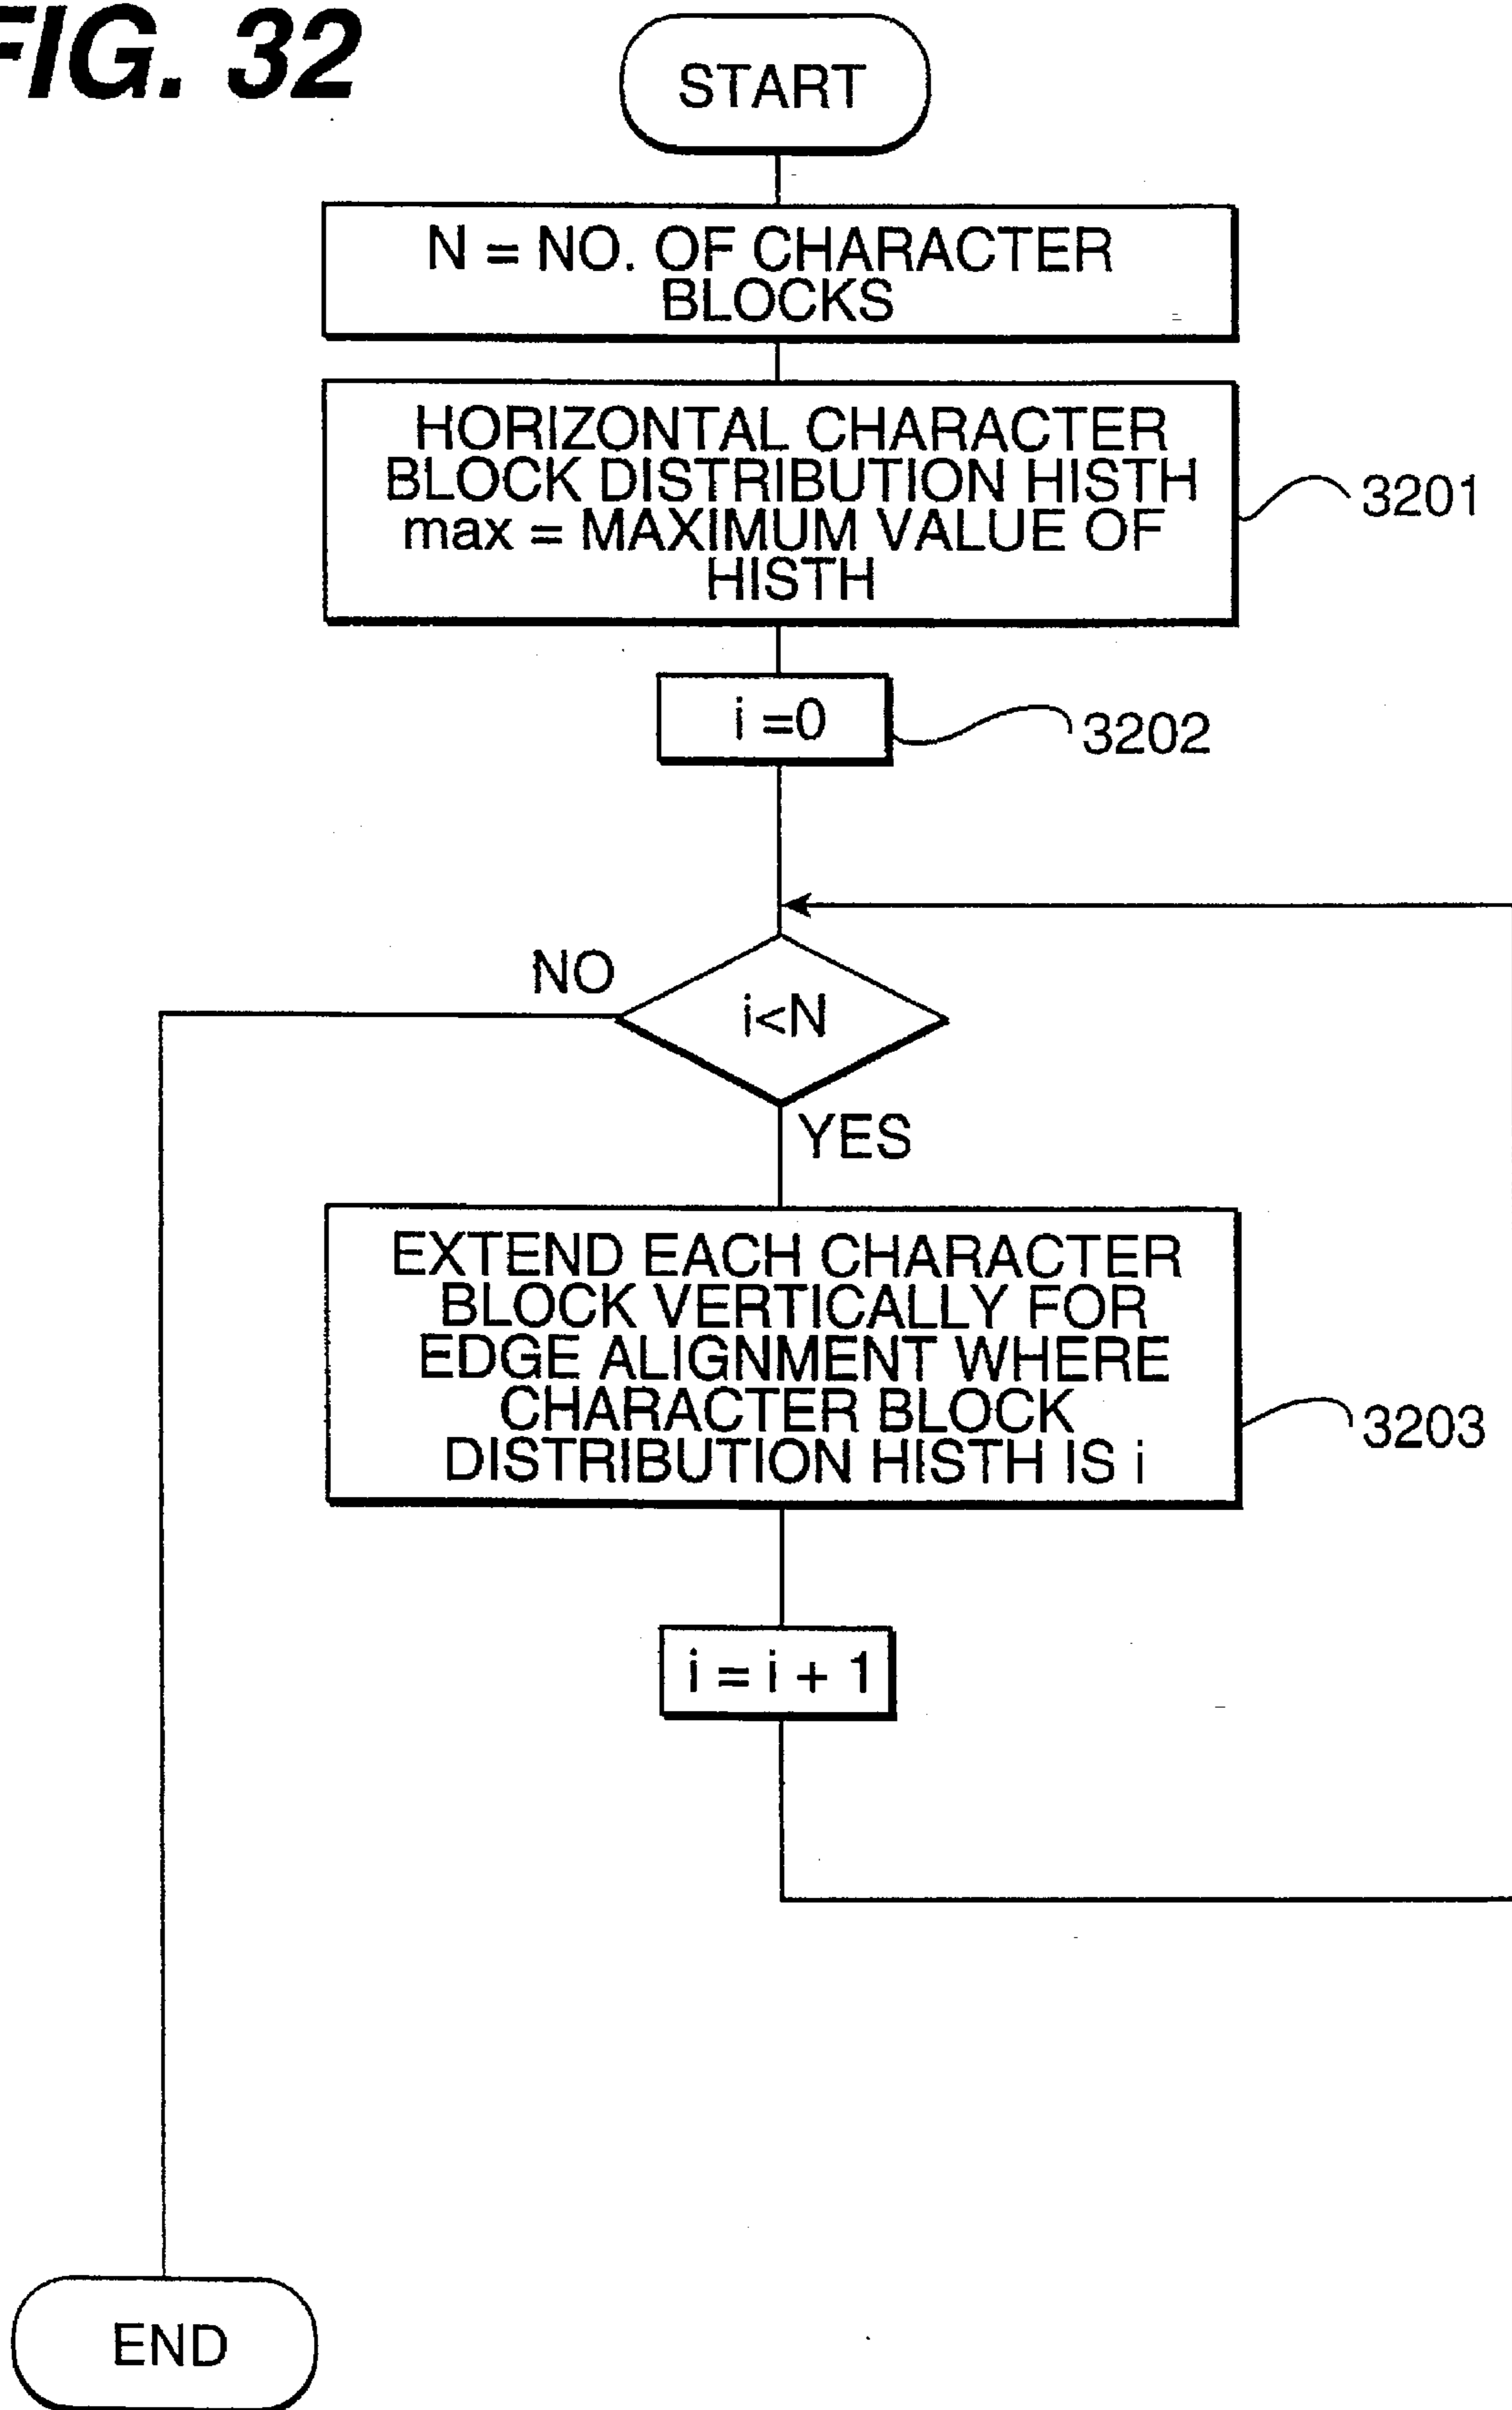 FIG. 32
START
N = NO. OF CHARACTER
BLOCKS
HORIZONTAL CHARACTER
BLOCK DISTRIBUTION HISTH
max = MAXIMUM VALUE OF
HISTH
3201
i =0
3202
NO
i<N
YES
EXTEND EACH CHARACTER
BLOCK VERTICALLY FOR
EDGE ALIGNMENT WHERE
CHARACTER BLOCK
DISTRIBUTION HISTH IS i
3203
i = i + 1
END